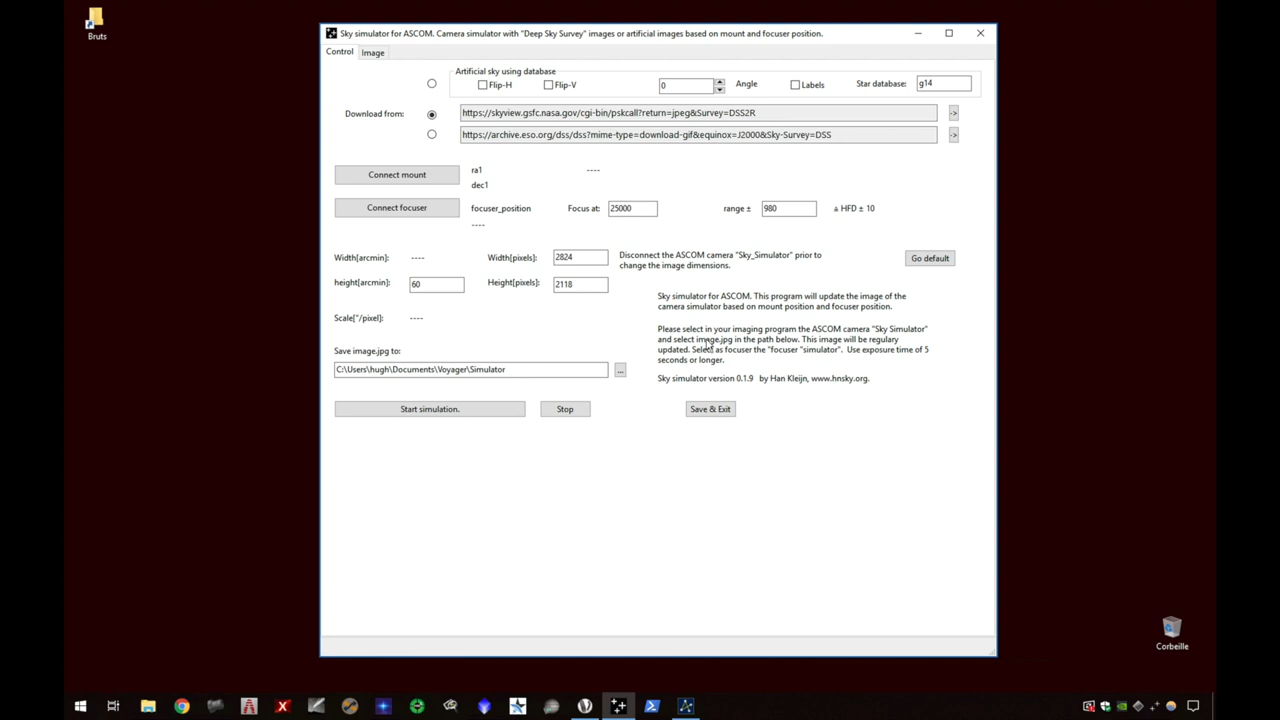 Bruts
Sky simulator for ASCOM. Camera simulator with "Deep Sky Survey" images or artificial images based on mount and focuser position.
Control
Image
Artificial sky using database
Flip-H
Flip-V
0
Angle
Labels
Star database:
g14
Download from:
https://skyview.gsfc.nasa.gov/cgi-bin/pskcall?return=jpeg&Survey=DSS2R
->
https://archive.eso.org/dss/dss?mime-type=download-gif&equinox=J2000&Sky-Survey=DSS
->
Connect mount
ra1
----
dec1
Connect focuser
focuser_position
Focus at:
25000
range ±
980
▵ HFD ± 10
----
Width[arcmin]:
----
Width[pixels]:
2824
Disconnect the ASCOM camera "Sky_Simulator" prior to
change the image dimensions.
Go default
height[arcmin]:
60
Height[pixels]:
2118
Sky simulator for ASCOM. This program will update the image of the
camera simulator based on mount position and focuser position.
Scale["/pixel]:
----
Please select in your imaging program the ASCOM camera "Sky Simulator"
and select image.jpg in the path below. This image will be regulary
updated. Select as focuser the "focuser "simulator". Use exposure time of 5
seconds or longer.
Save image.jpg to:
C:\Users\hugh\Documents\Voyager\Simulator
...
Sky simulator version 0.1.9 by Han Kleijn, www.hnsky.org.
Start simulation.
Stop
Save & Exit
Corbeille